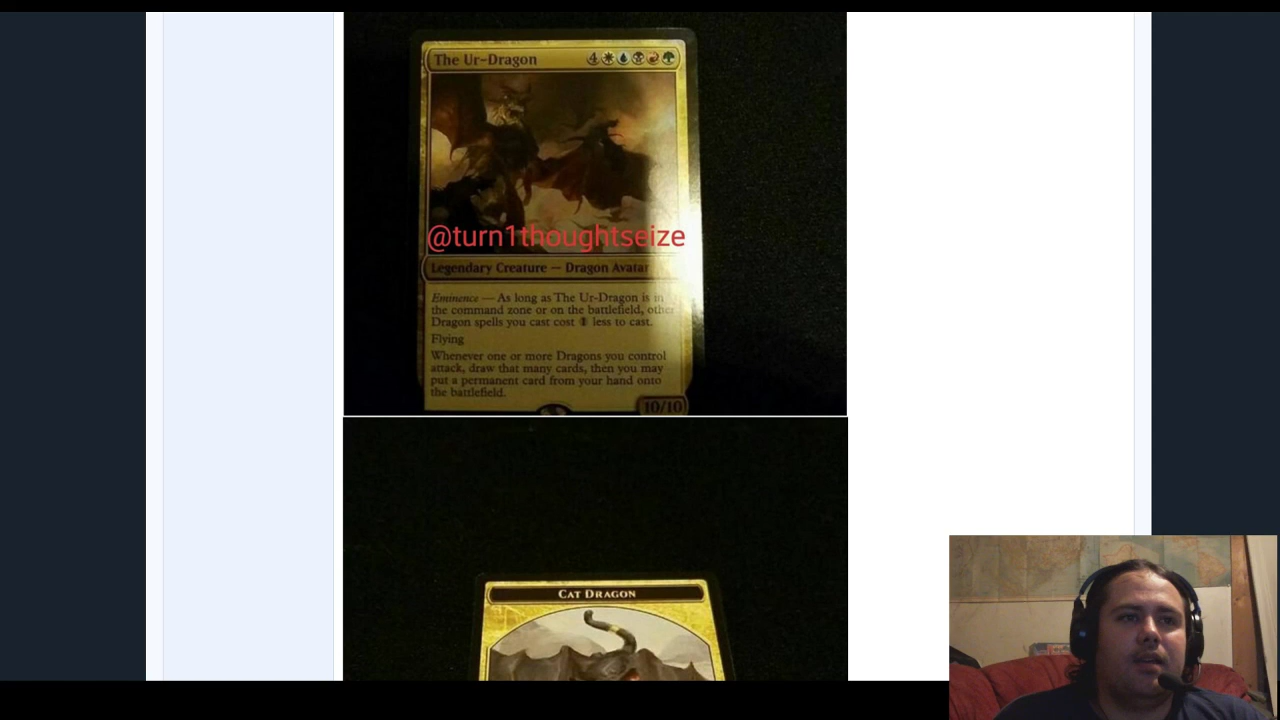 The Ur-Dragon 4
@turn1thoughtseize
Legendary Creature — Dragon Avatar
Eminence — As long as The Ur-Dragon is in
the command zone or on the battlefield, other
Dragon spells you cast cost 1 less to cast.
Flying
Whenever one or more Dragons you control
attack, draw that many cards, then you may
put a permanent card from your hand onto
the battlefield.
10/10
CAT DRAGON